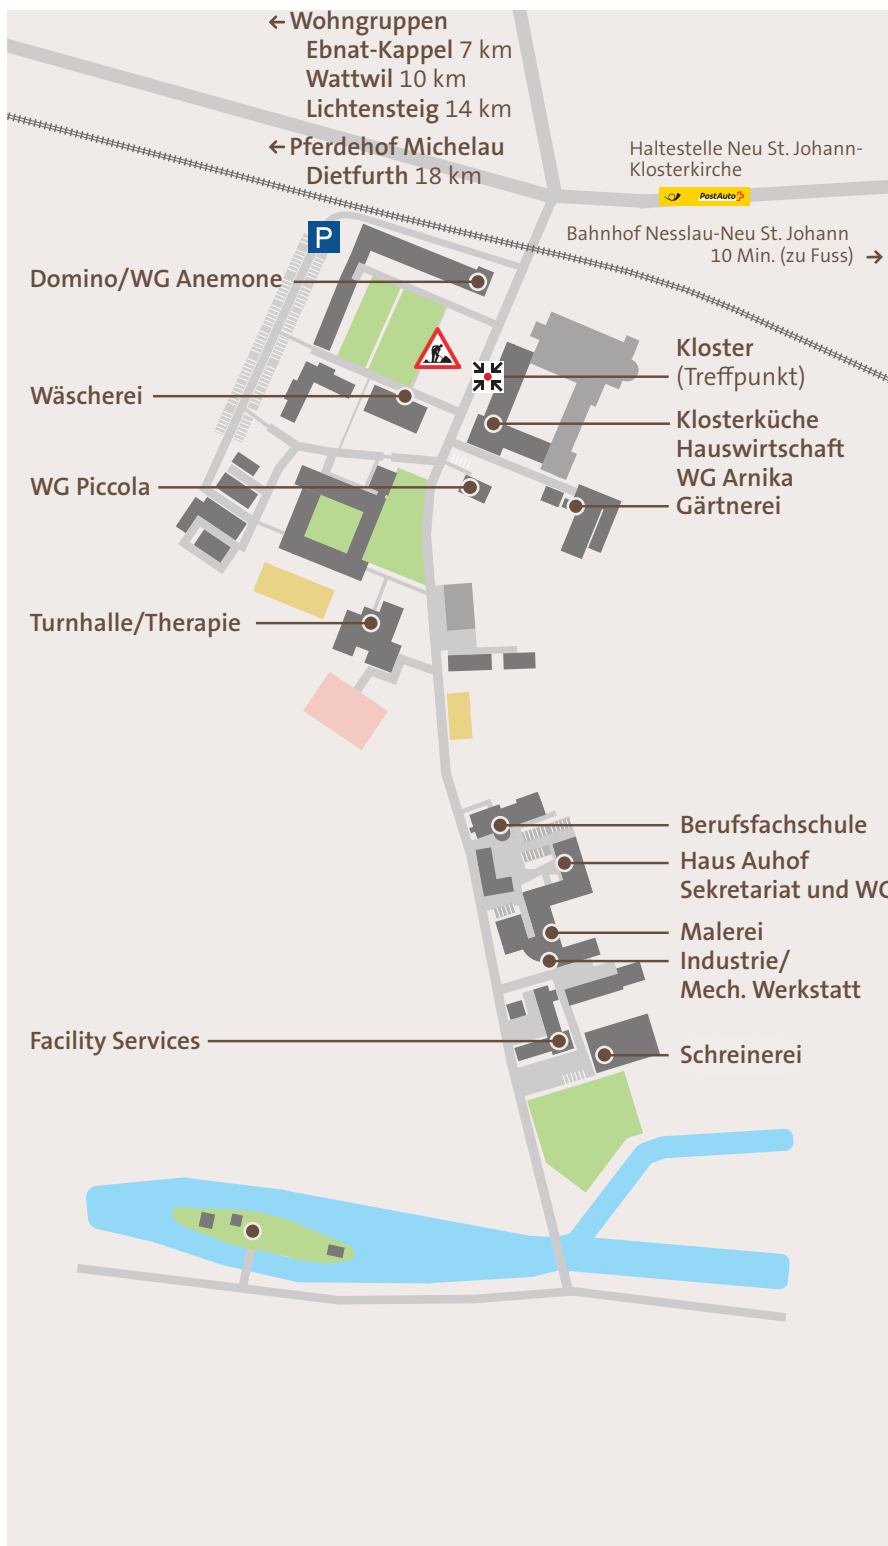 ← Wohngruppen
Ebnat-Kappel 7 km
Wattwil 10 km
Lichtensteig 14 km
← Pferdehof Michelau
Dietfurth 18 km
Haltestelle Neu St. Johann-
Klosterkirche
PostAuto
Bahnhof Nesslau-Neu St. Johann
10 Min. (zu Fuss) →
P
Domino/WG Anemone
Kloster
(Treffpunkt)
Wäscherei
Klosterküche
Hauswirtschaft
WG Arnika
Gärtnerei
WG Piccola
Turnhalle/Therapie
Berufsfachschule
Haus Auhof
Sekretariat und WG
Malerei
Industrie/
Mech. Werkstatt
Facility Services
Schreinerei